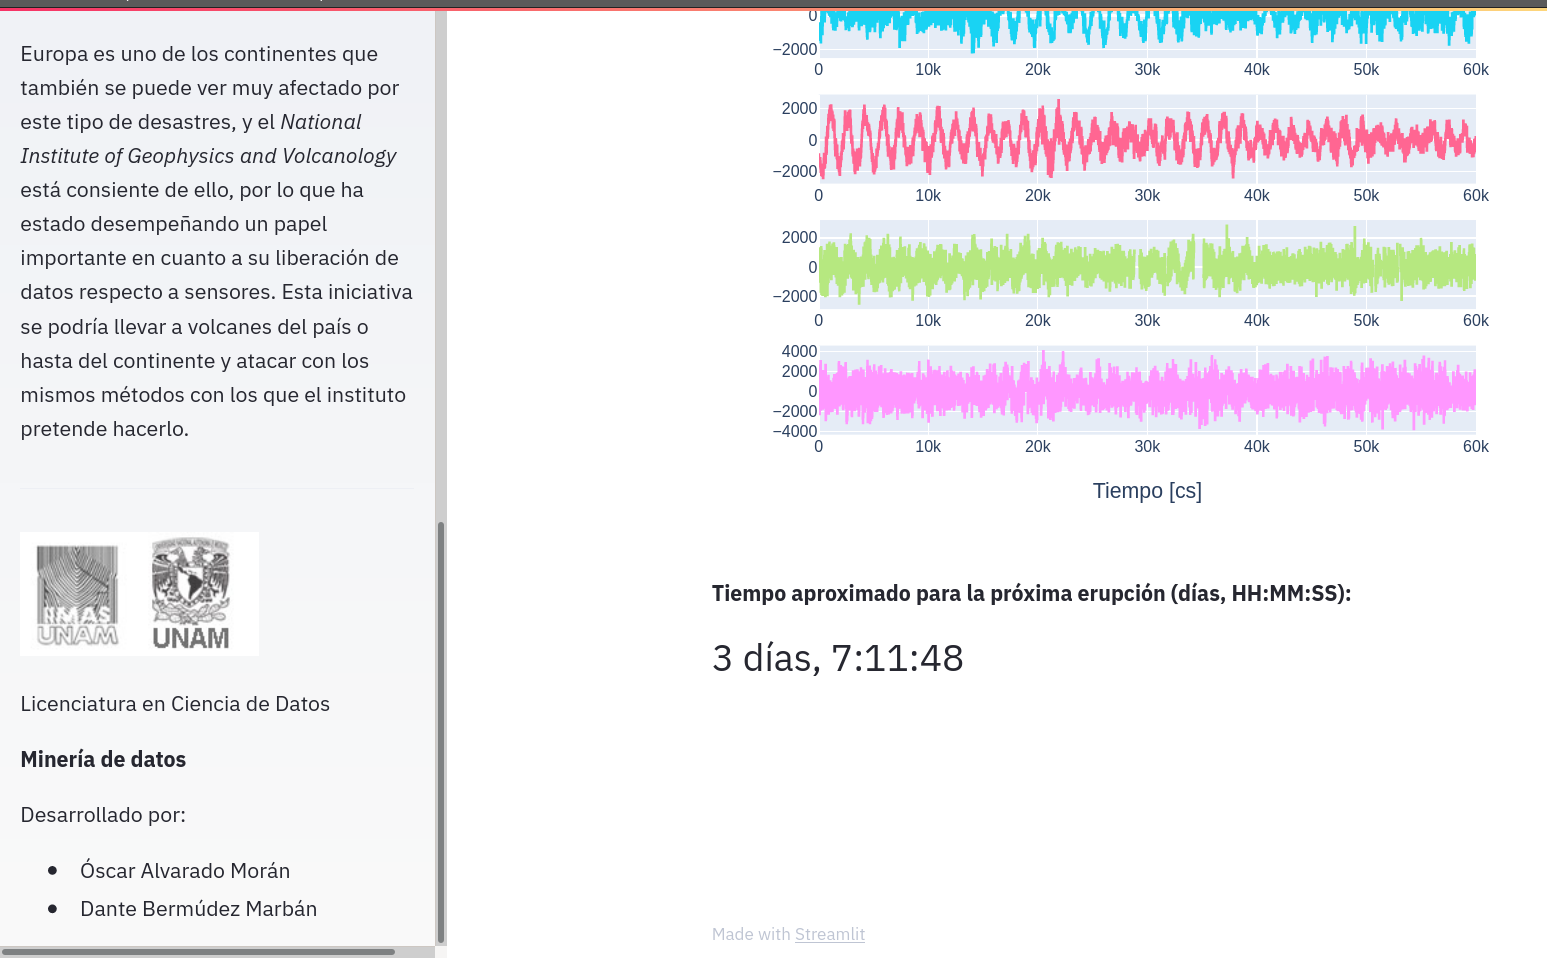 Europa es uno de los continentes que
también se puede ver muy afectado por
este tipo de desastres, y el National
Institute of Geophysics and Volcanology
está consiente de ello, por lo que ha
estado desempeñando un papel
importante en cuanto a su liberación de
datos respecto a sensores. Esta iniciativa
se podría llevar a volcanes del país o
hasta del continente y atacar con los
mismos métodos con los que el instituto
pretende hacerlo.
IIMAS
UNAM
UNAM
Licenciatura en Ciencia de Datos
Minería de datos
Desarrollado por:
Óscar Alvarado Morán
Dante Bermúdez Marbán
0
−2000
0 10k 20k 30k 40k 50k 60k
2000
0
−2000
0 10k 20k 30k 40k 50k 60k
2000
0
−2000
0 10k 20k 30k 40k 50k 60k
4000
2000
0
−2000
−4000
0 10k 20k 30k 40k 50k 60k
Tiempo [cs]
Tiempo aproximado para la próxima erupción (días, HH:MM:SS):
3 días, 7:11:48
Made with Streamlit